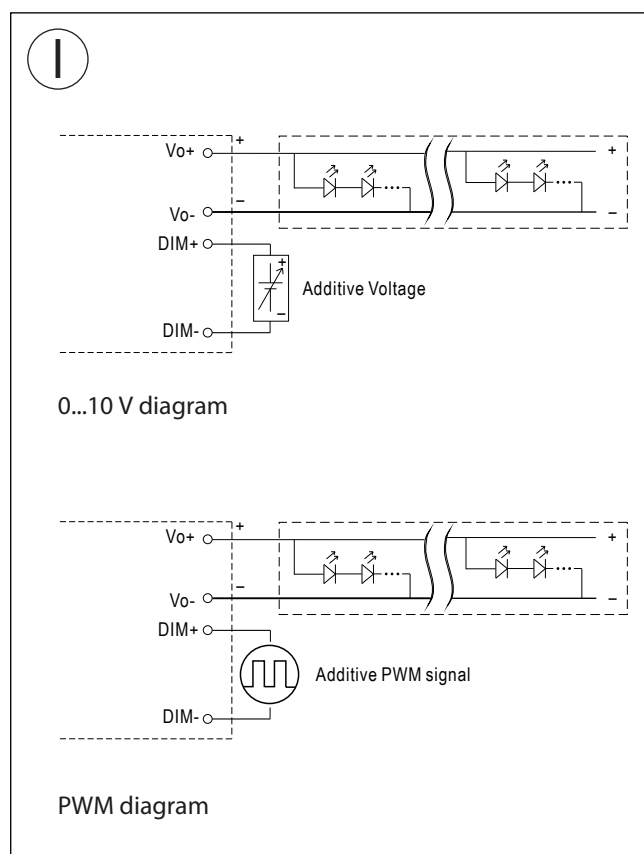 I
Vo+
+
+
Vo-
–
–
DIM+
+
Additive Voltage
–
DIM-
0...10 V diagram
Vo+
+
+
Vo-
–
–
DIM+
Additive PWM signal
DIM-
PWM diagram